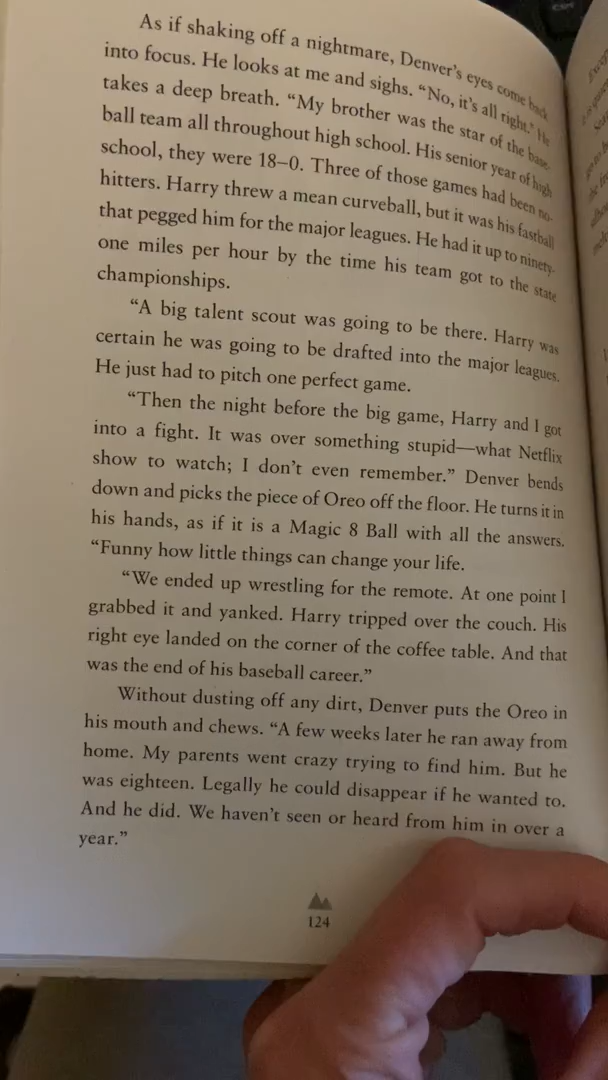 As if shaking off a nightmare, Denver's eyes come back
into focus. He looks at me and sighs. "No, it's all right." He
takes a deep breath. "My brother was the star of the base-
ball team all throughout high school. His senior year of high
school, they were 18–0. Three of those games had been no-
hitters. Harry threw a mean curveball, but it was his fastball
that pegged him for the major leagues. He had it up to ninety-
one miles per hour by the time his team got to the state
championships.
"A big talent scout was going to be there. Harry was
certain he was going to be drafted into the major leagues.
He just had to pitch one perfect game.
"Then the night before the big game, Harry and I got
into a fight. It was over something stupid—what Netflix
show to watch; I don't even remember." Denver bends
down and picks the piece of Oreo off the floor. He turns it in
his hands, as if it is a Magic 8 Ball with all the answers.
"Funny how little things can change your life.
"We ended up wrestling for the remote. At one point I
grabbed it and yanked. Harry tripped over the couch. His
right eye landed on the corner of the coffee table. And that
was the end of his baseball career."
Without dusting off any dirt, Denver puts the Oreo in
his mouth and chews. "A few weeks later he ran away from
home. My parents went crazy trying to find him. But he
was eighteen. Legally he could disappear if he wanted to.
And he did. We haven't seen or heard from him in over a
year."
124